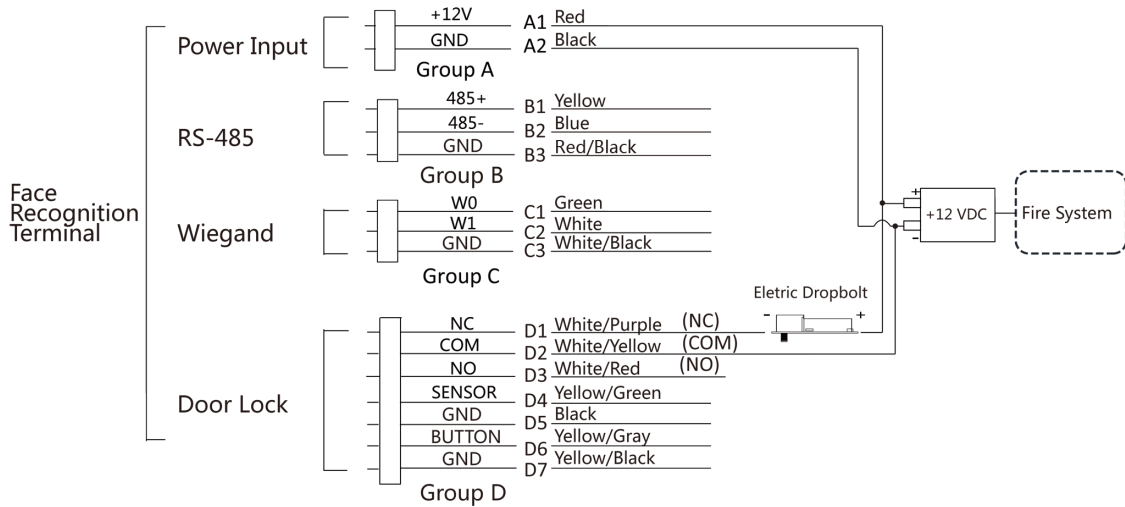 Face
Recognition
Terminal
Power Input
+12V A1 Red
GND A2 Black
Group A
RS-485
485+ B1 Yellow
485- B2 Blue
GND B3 Red/Black
Group B
Wiegand
W0 C1 Green
W1 C2 White
GND C3 White/Black
Group C
Door Lock
NC D1 White/Purple (NC)
COM D2 White/Yellow (COM)
NO D3 White/Red (NO)
SENSOR D4 Yellow/Green
GND D5 Black
BUTTON D6 Yellow/Gray
GND D7 Yellow/Black
Group D
Eletric Dropbolt
- +
+
+12 VDC
-
Fire System